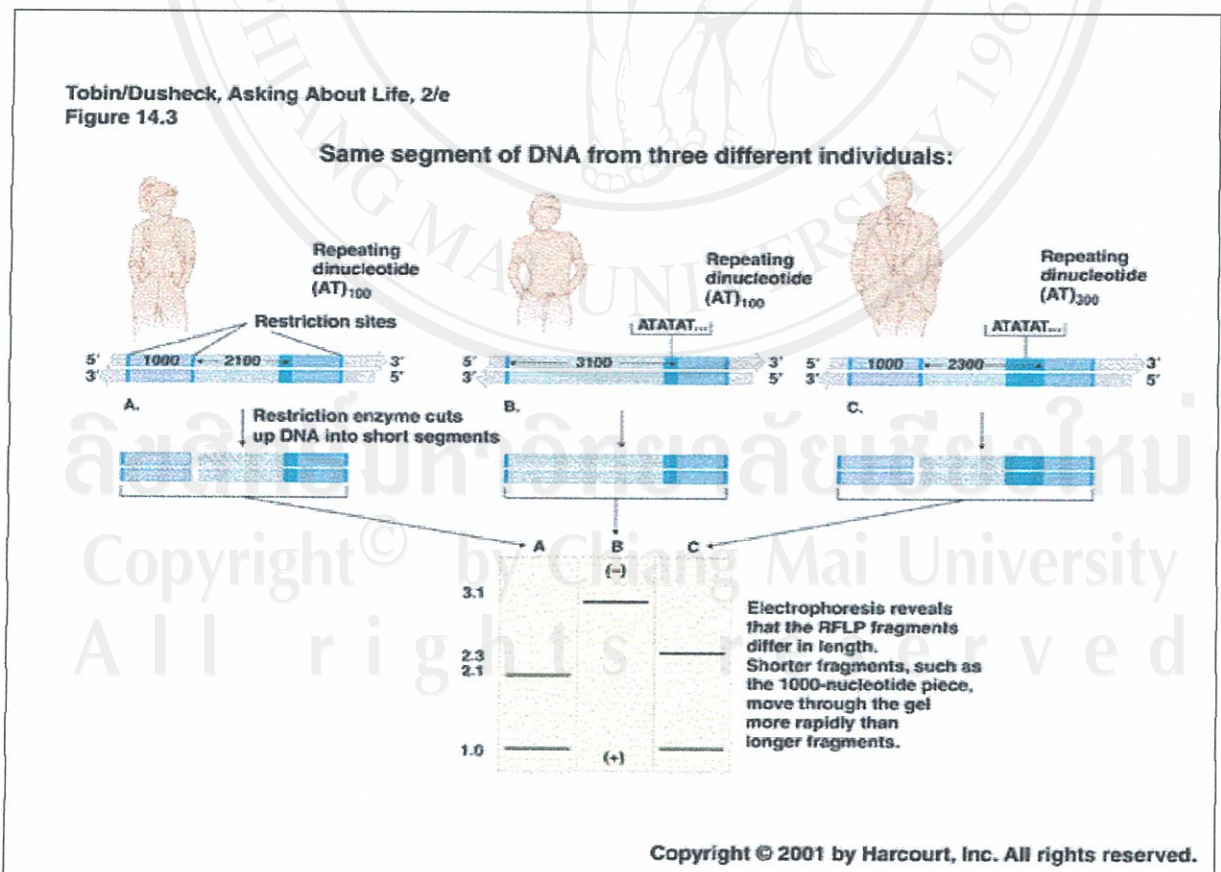 CHIANG MAI UNIVERSITY 196
Tobin/Dusheck, Asking About Life, 2/e
Figure 14.3
Same segment of DNA from three different individuals:
Repeating
dinucleotide
(AT)100
Restriction sites
5' 1000 2100 3'
3' 5'
A.
Repeating
dinucleotide
(AT)100
ATATAT...
5' 3100 3'
3' 5'
B.
Repeating
dinucleotide
(AT)300
ATATAT...
5' 1000 2300 3'
3' 5'
C.
Restriction enzyme cuts
up DNA into short segments
ลิขสิทธิ์มหาวิทยาลัยเชียงใหม่
Copyright© by Chiang Mai University
All rights reserved
A B C
(–)
3.1
2.3
2.1
1.0
(+)
Electrophoresis reveals
that the RFLP fragments
differ in length.
Shorter fragments, such as
the 1000-nucleotide piece,
move through the gel
more rapidly than
longer fragments.
Copyright © 2001 by Harcourt, Inc. All rights reserved.